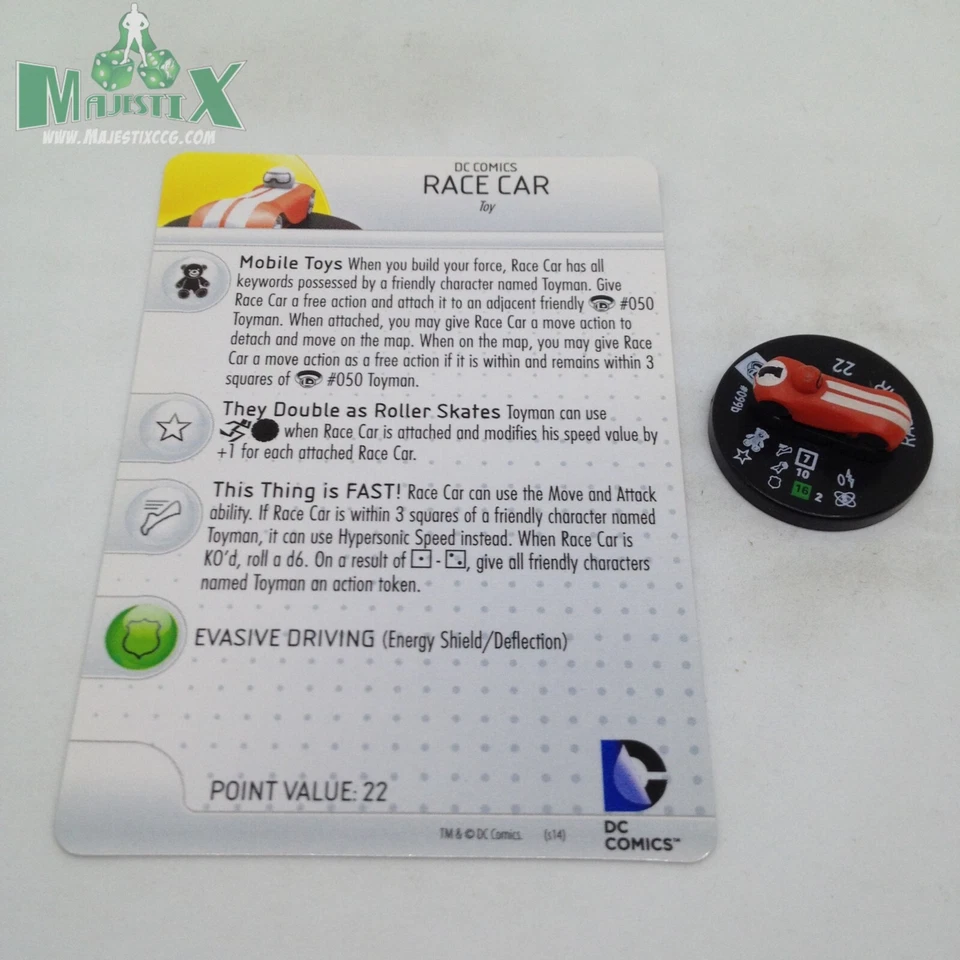 MAJESTIX
WWW.MAJESTIXCCG.COM
DC COMICS
RACE CAR
Toy
Mobile Toys When you build your force, Race Car has all
keywords possessed by a friendly character named Toyman. Give
Race Car a free action and attach it to an adjacent friendly #050
Toyman. When attached, you may give Race Car a move action to
detach and move on the map. When on the map, you may give Race
Car a move action as a free action if it is within and remains within 3
squares of #050 Toyman.
They Double as Roller Skates Toyman can use
when Race Car is attached and modifies his speed value by
+1 for each attached Race Car.
This Thing is FAST! Race Car can use the Move and Attack
ability. If Race Car is within 3 squares of a friendly character named
Toyman, it can use Hypersonic Speed instead. When Race Car is
KO'd, roll a d6. On a result of - , give all friendly characters
named Toyman an action token.
EVASIVE DRIVING (Energy Shield/Deflection)
POINT VALUE: 22
TM & © DC Comics. (s14)
DC
COMICS™
22
#099b
7
10
16 2
0